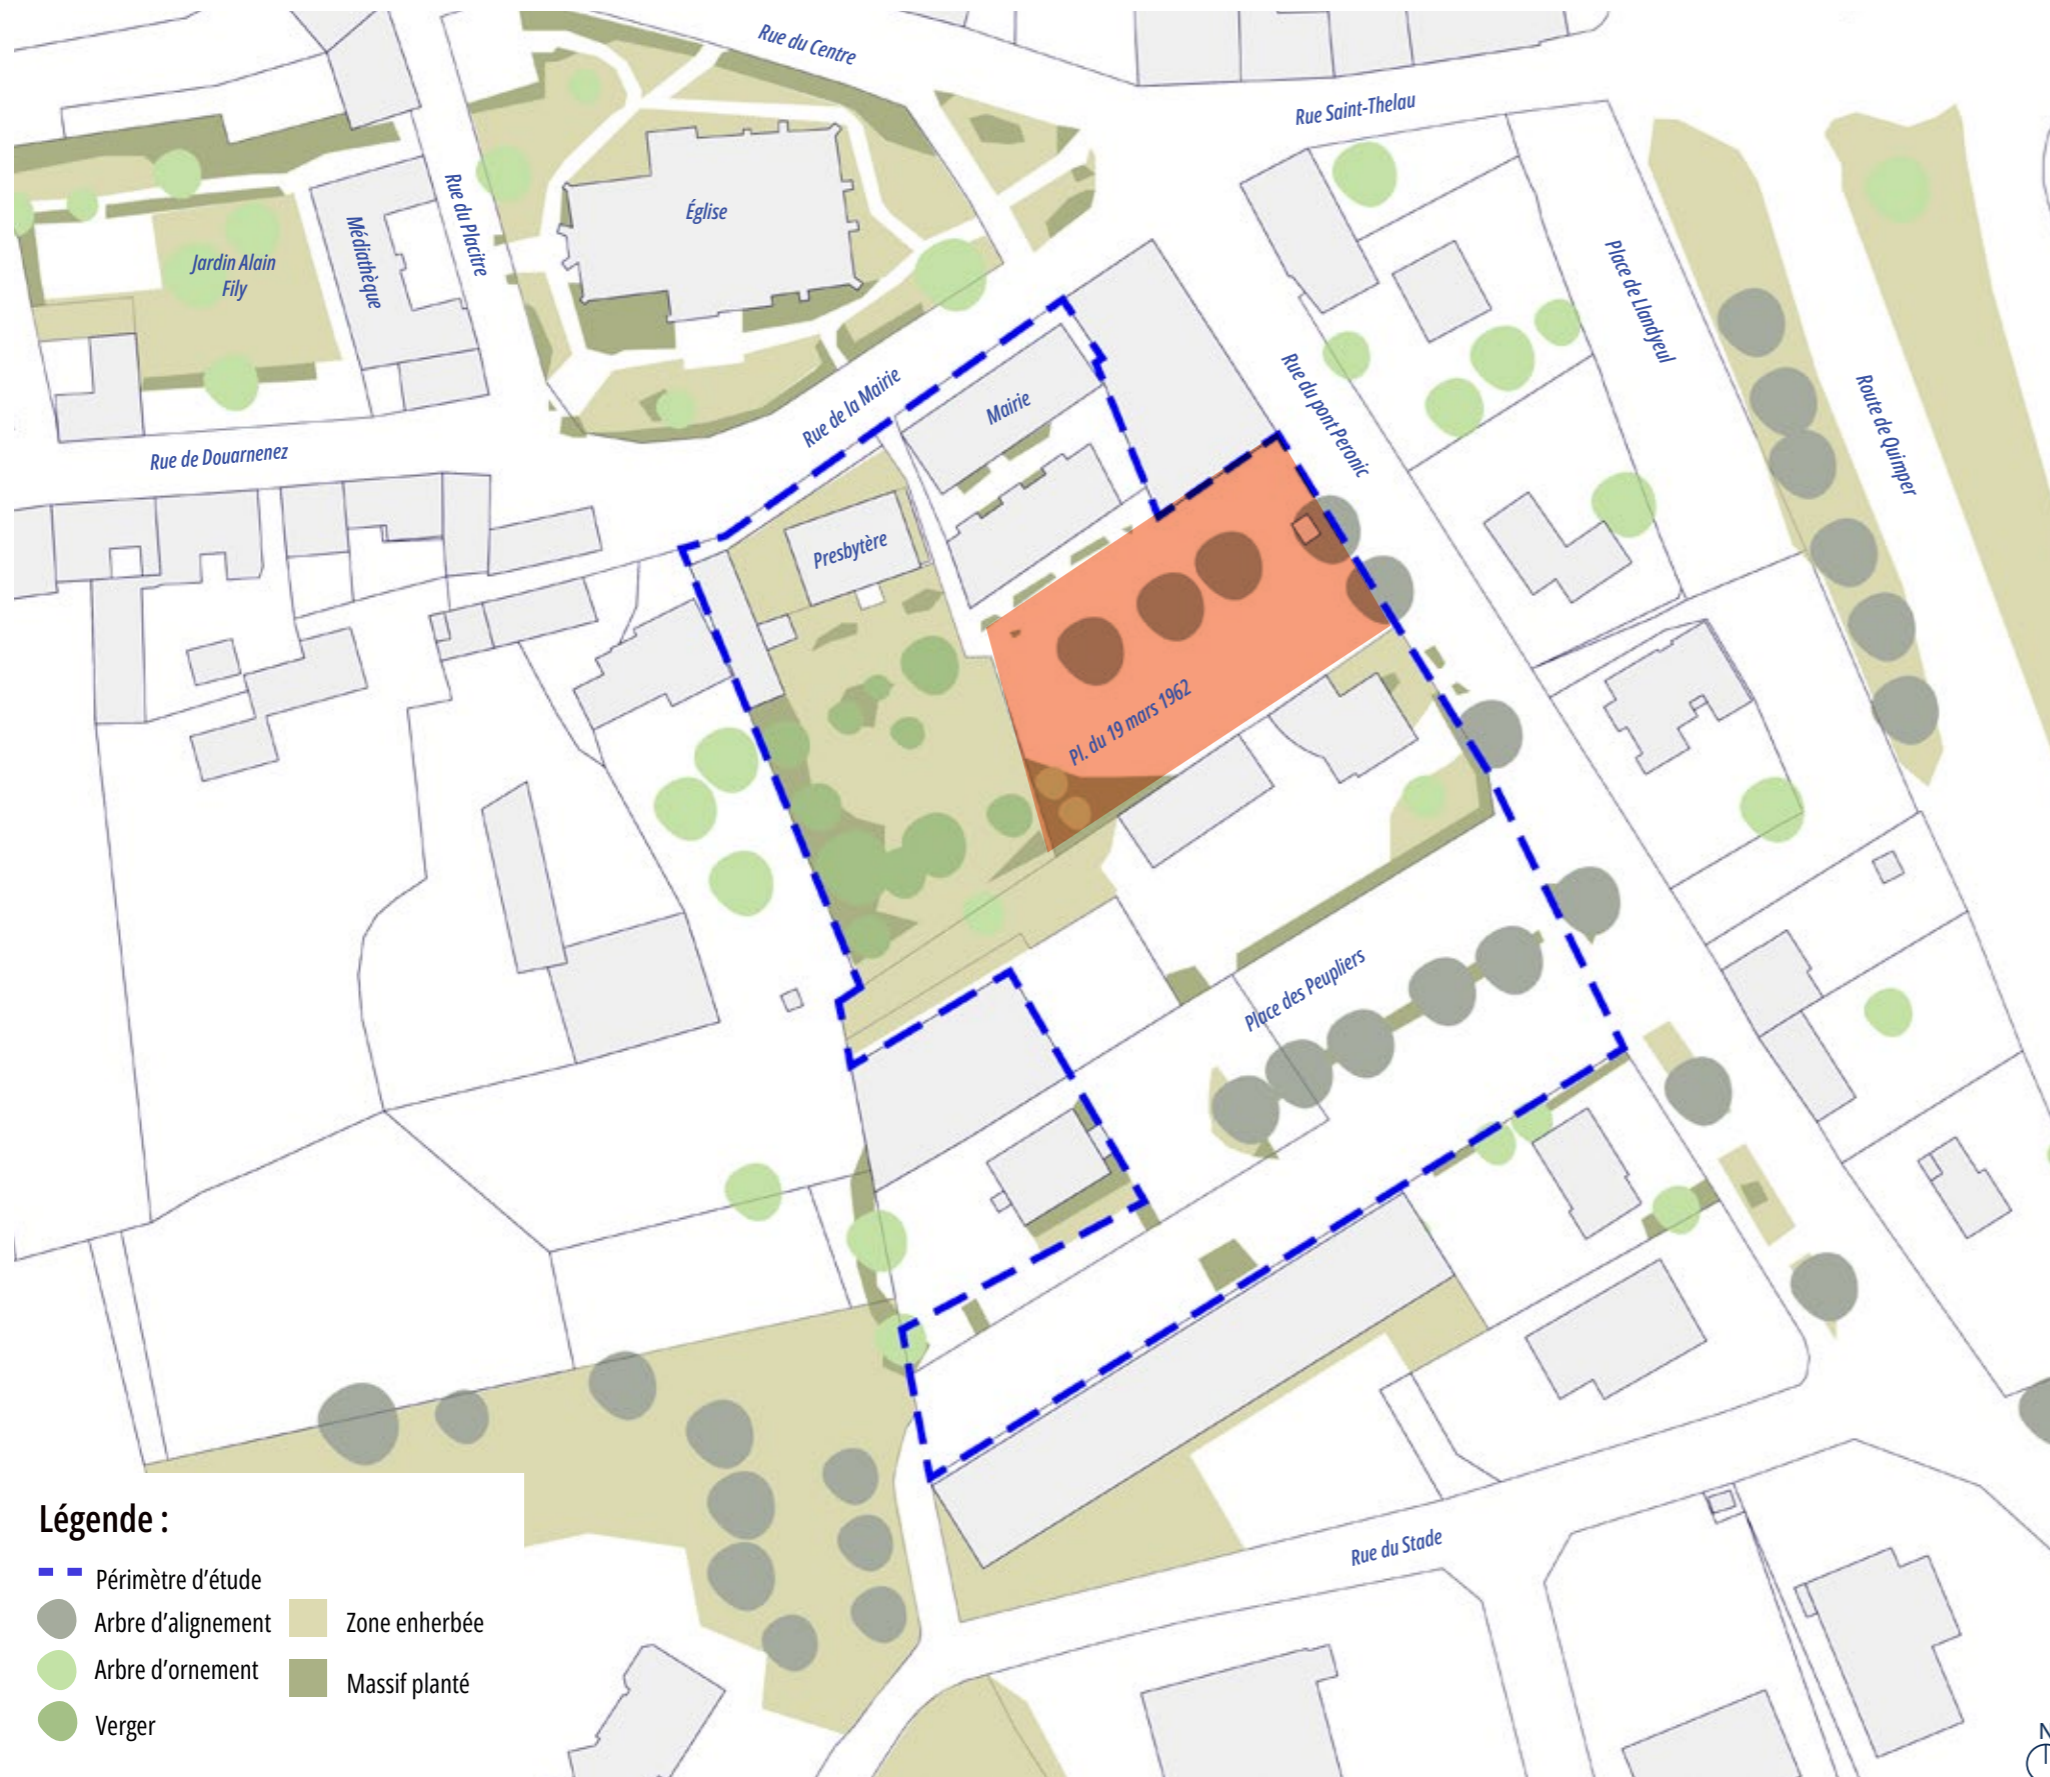 Rue du Centre
Rue Saint-Thelau
Rue du Placitre
Église
Médiathèque
Jardin Alain
Fily
Place de Llandyeul
Rue du pont Peronic
Route de Quimper
Rue de la Mairie
Mairie
Rue de Douarnenez
Presbytère
Pl. du 19 mars 1962
Place des Peupliers
Rue du Stade
Légende :
Périmètre d'étude
Arbre d'alignement
Zone enherbée
Arbre d'ornement
Massif planté
Verger
N